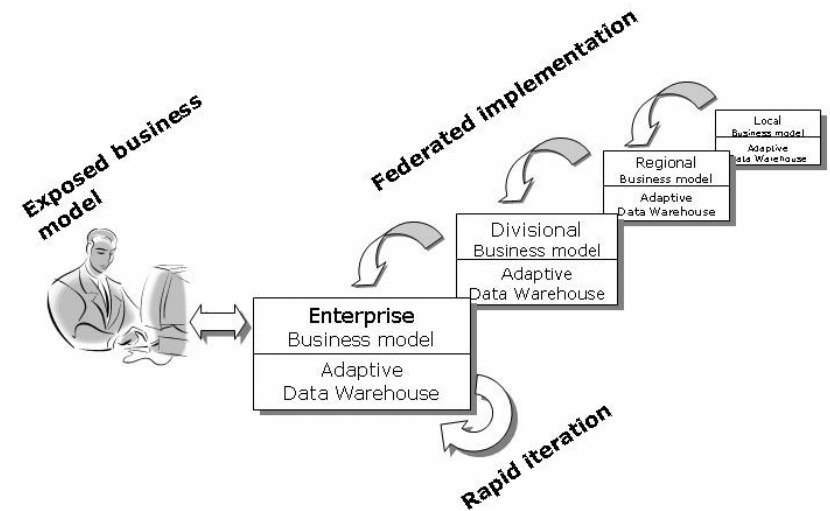 Exposed business
model
Federated implementation
Local
Business model
Adaptive
Data Warehouse
Regional
Business model
Adaptive
Data Warehouse
Divisional
Business model
Adaptive
Data Warehouse
Enterprise
Business model
Adaptive
Data Warehouse
Rapid iteration